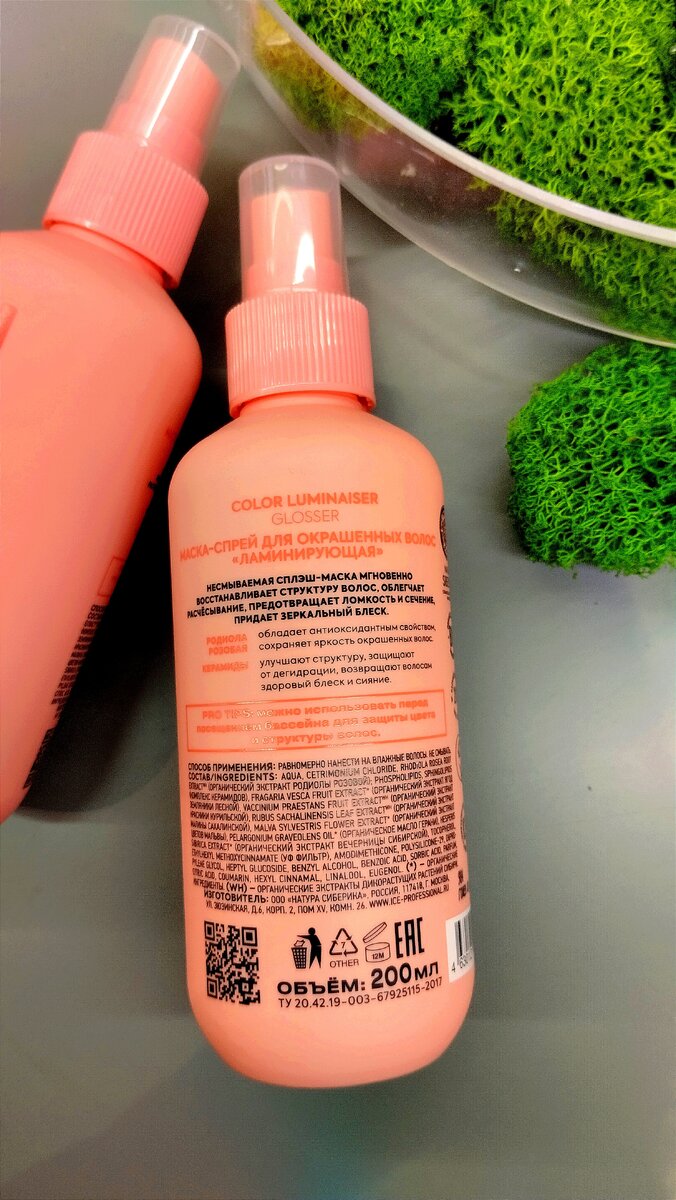 COLOR LUMINAISER
GLOSSER
МАСКА-СПРЕЙ ДЛЯ ОКРАШЕННЫХ ВОЛОС
«ЛАМИНИРУЮЩАЯ»
НЕСМЫВАЕМАЯ СПЛЭШ-МАСКА МГНОВЕННО
ВОССТАНАВЛИВАЕТ СТРУКТУРУ ВОЛОС, ОБЛЕГЧАЕТ
РАСЧЁСЫВАНИЕ, ПРЕДОТВРАЩАЕТ ЛОМКОСТЬ И СЕЧЕНИЕ,
ПРИДАЕТ ЗЕРКАЛЬНЫЙ БЛЕСК.
РОДИОЛА РОЗОВАЯ
обладает антиоксидантным свойством,
сохраняет яркость окрашенных волос.
КЕРАМИДЫ
улучшают структуру, защищают
от дегидрации, возвращают волосам
здоровый блеск и сияние.
PRO TIPS: можно использовать перед
посещением бассейна для защиты цвета
и структуры волос.
СПОСОБ ПРИМЕНЕНИЯ: РАВНОМЕРНО НАНЕСТИ НА ВЛАЖНЫЕ ВОЛОСЫ. НЕ СМЫВАТЬ.
СОСТАВ/INGREDIENTS: AQUA, CETRIMONIUM CHLORIDE, RHODIOLA ROSEA ROOT
EXTRACT* (ОРГАНИЧЕСКИЙ ЭКСТРАКТ РОДИОЛЫ РОЗОВОЙ), PHOSPHOLIPIDS,
КОМПЛЕКС КЕРАМИДОВ), FRAGARIA VESCA FRUIT EXTRACT* (ОРГАНИЧЕСКИЙ ЭКСТРАКТ ЯГОД
ЗЕМЛЯНИКИ ЛЕСНОЙ), VACCINIUM PRAESTANS FRUIT EXTRACT (ОРГАНИЧЕСКИЙ ЭКСТРАКТ
КРАСНИКИ КУРИЛЬСКОЙ), RUBUS SACHALINENSIS LEAF EXTRACT (ОРГАНИЧЕСКИЙ ЭКСТРАКТ
МАЛИНЫ САХАЛИНСКОЙ), MALVA SYLVESTRIS FLOWER EXTRACT* (ОРГАНИЧЕСКИЙ ЭКСТРАКТ
ЦВЕТОВ МАЛЬВЫ), PELARGONIUM GRAVEOLENS OIL* (ОРГАНИЧЕСКОЕ МАСЛО ГЕРАНИ),
EXTRACT* (ОРГАНИЧЕСКИЙ ЭКСТРАКТ ВЕЧЕРНИЦЫ СИБИРСКОЙ),
ETHYLHEXYL METHOXYCINNAMATE (УФ ФИЛЬТР), AMODIMETHICONE, POLYSILICONE-29,
GLYCOL, HEPTYL GLUCOSIDE, BENZYL ALCOHOL, BENZOIC ACID, SORBIC ACID, PARFUM,
CITRIC ACID, COUMARIN, HEXYL CINNAMAL, LINALOOL, EUGENOL. (*) – ОРГАНИЧЕСКИЕ
ИНГРЕДИЕНТЫ. (WH) – ОРГАНИЧЕСКИЕ ЭКСТРАКТЫ ДИКОРАСТУЩИХ РАСТЕНИЙ СИБИРИ.
ИЗГОТОВИТЕЛЬ: ООО «НАТУРА СИБЕРИКА», РОССИЯ, 117418, Г. МОСКВА,
УЛ. ЗЮЗИНСКАЯ, Д.6, КОРП. 2, ПОМ XV, КОМН. 26. WWW.ICE-PROFESSIONAL.RU
7
OTHER
12M
EAC
ОБЪЁМ: 200 МЛ
ТУ 20.42.19-003-67925115-2017